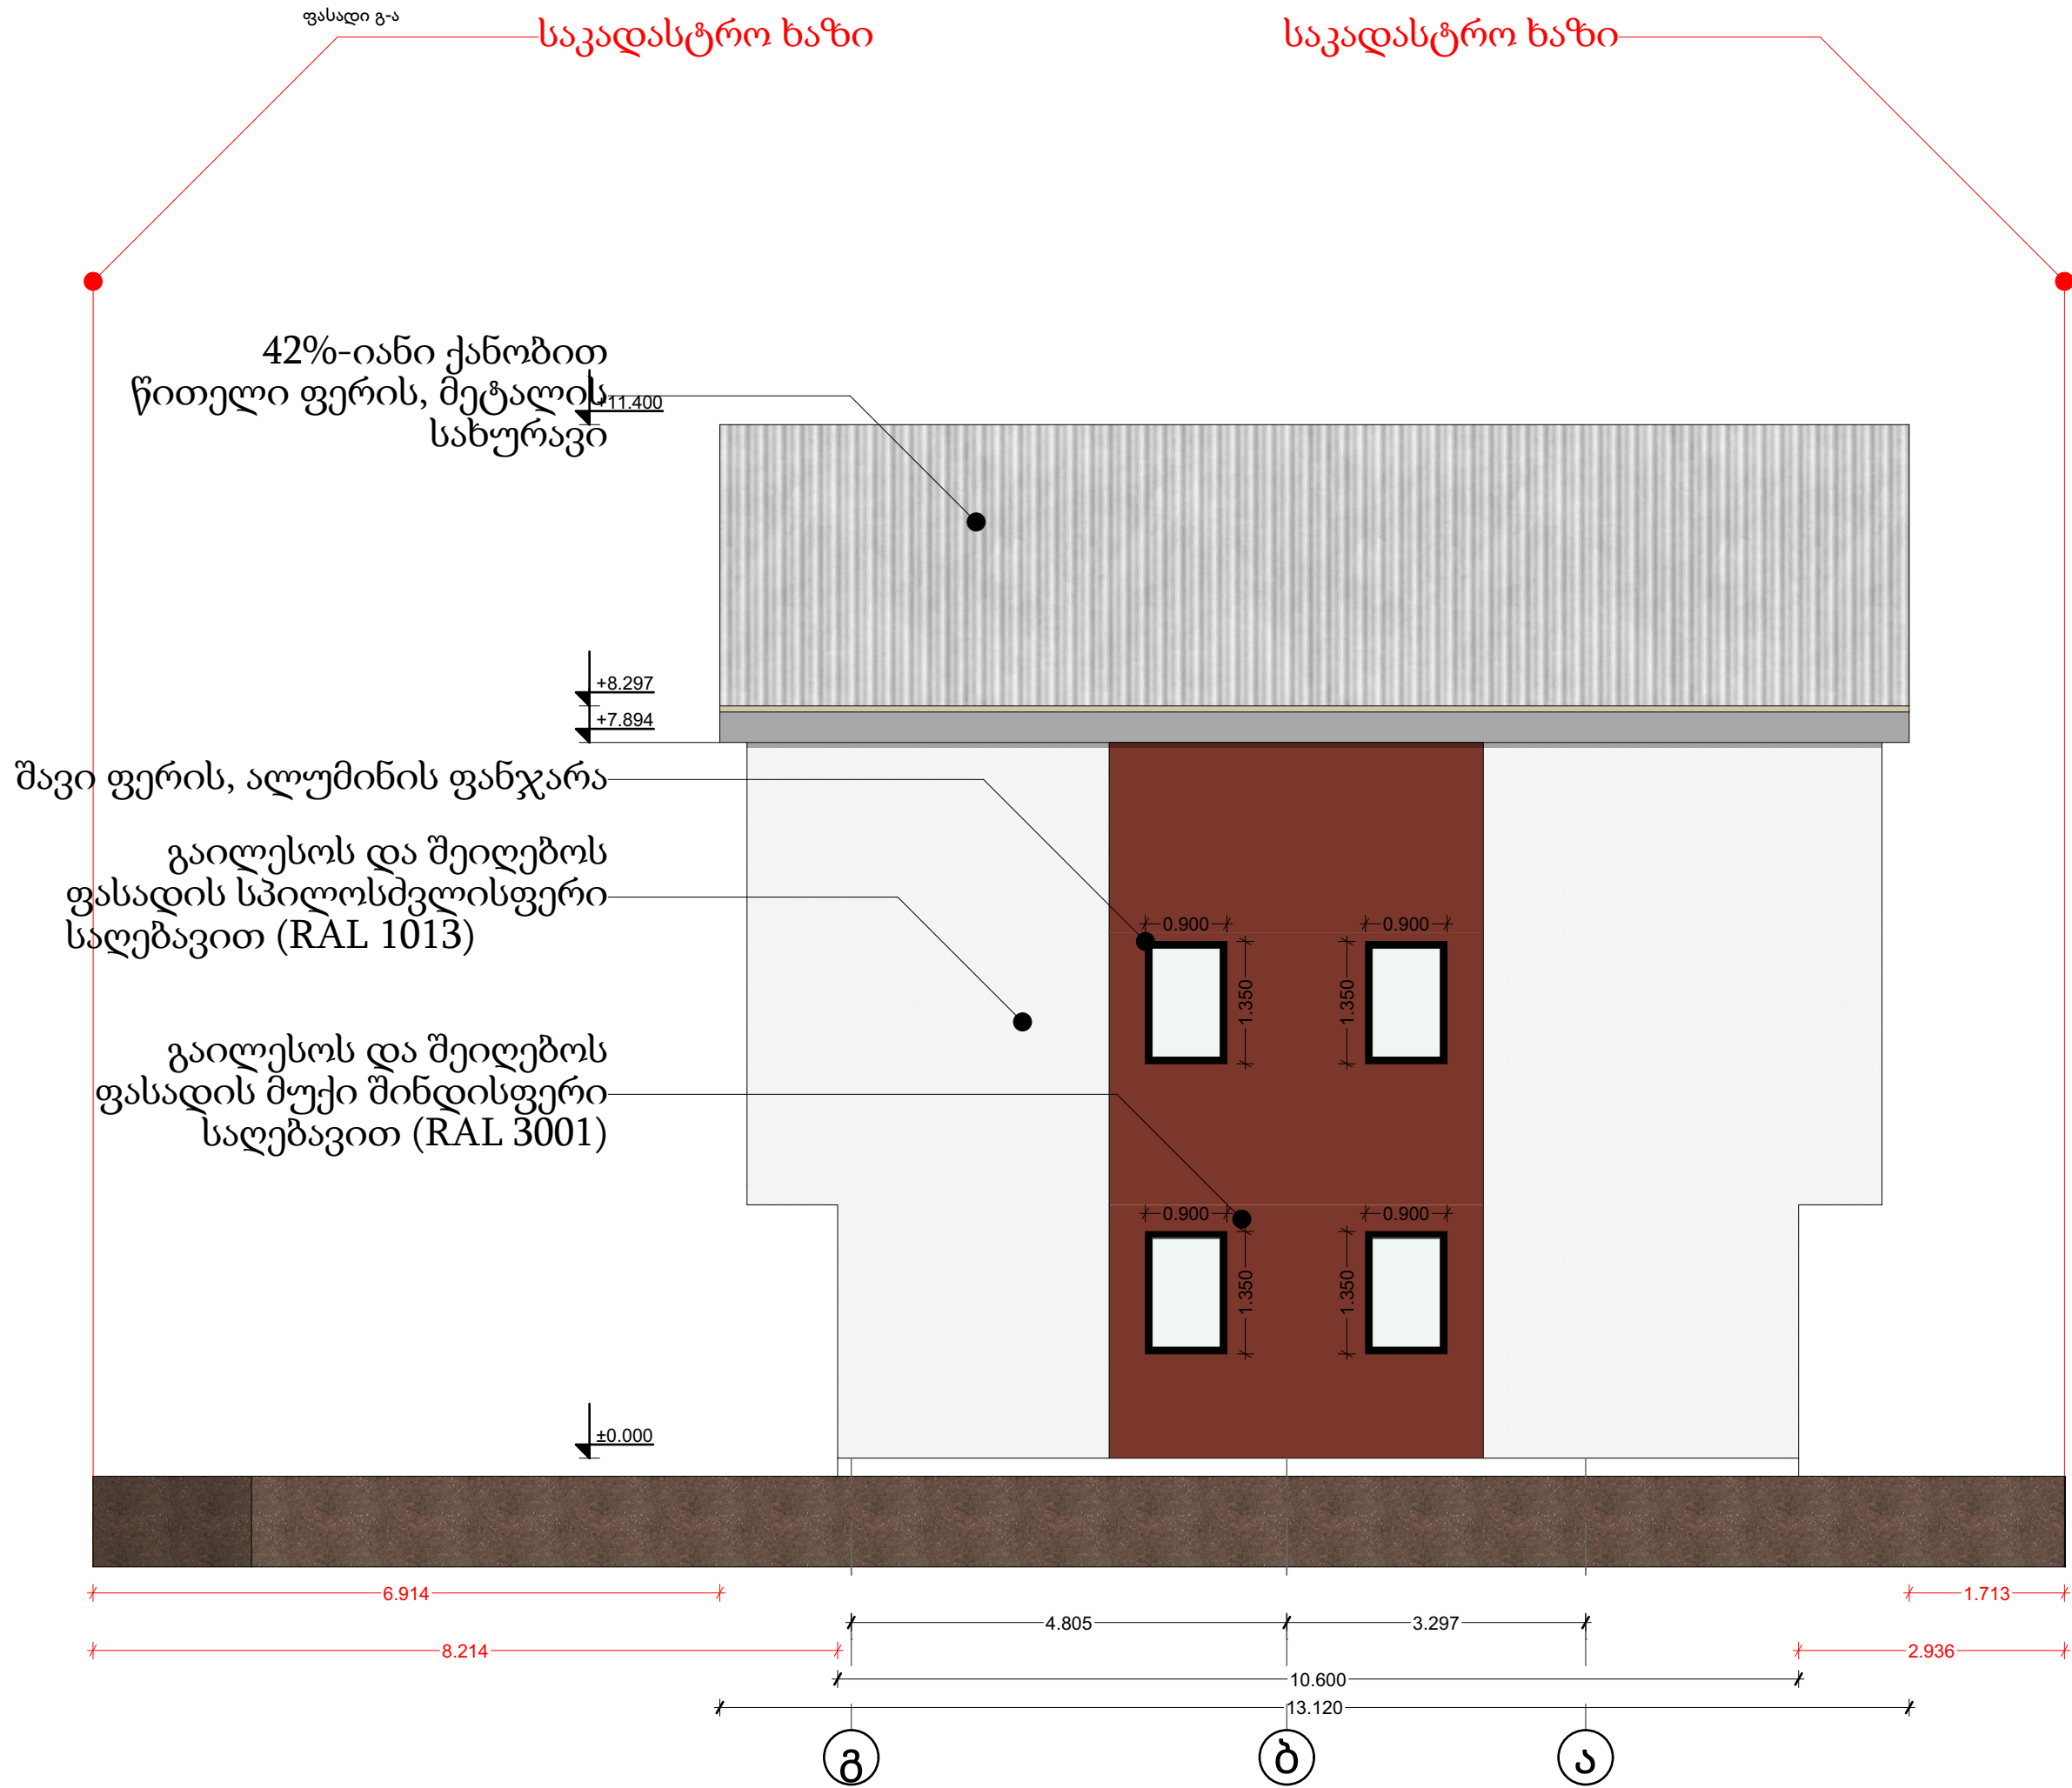 ფასადი გ-ა
საკადასტრო ხაზი
საკადასტრო ხაზი
42%-იანი ქანობით
წითელი ფერის, მეტალის
სახურავი
+11.400
+8.297
+7.894
შავი ფერის, ალუმინის ფანჯარა
გაილესოს და შეიღებოს
ფასადის სპილოსძვლისფერი
საღებავით (RAL 1013)
0.900
0.900
1.350
1.350
გაილესოს და შეიღებოს
ფასადის მუქი შინდისფერი
საღებავით (RAL 3001)
0.900
0.900
1.350
1.350
±0.000
6.914
1.713
4.805
3.297
8.214
2.936
10.600
13.120
გ
ბ
ა